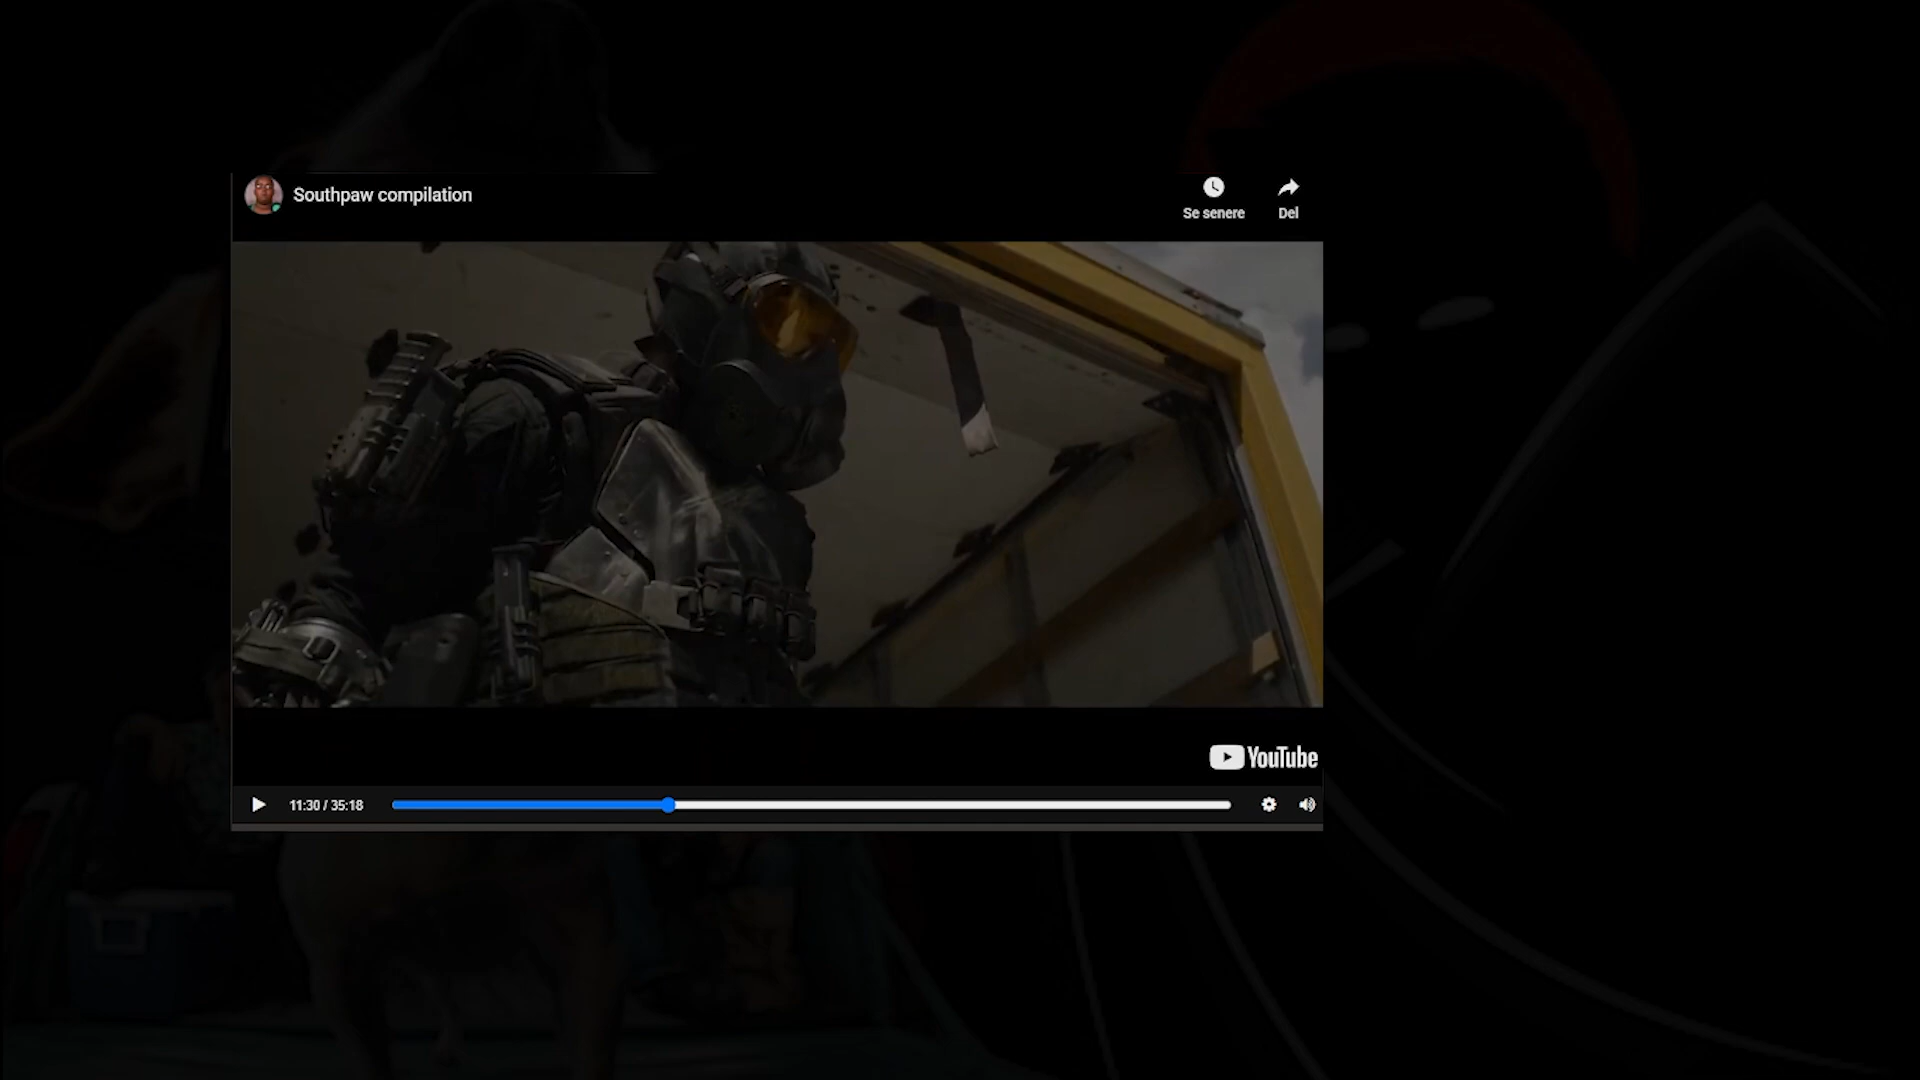 Southpaw compilation
Se senere
Del
YouTube
11:30 / 35:18